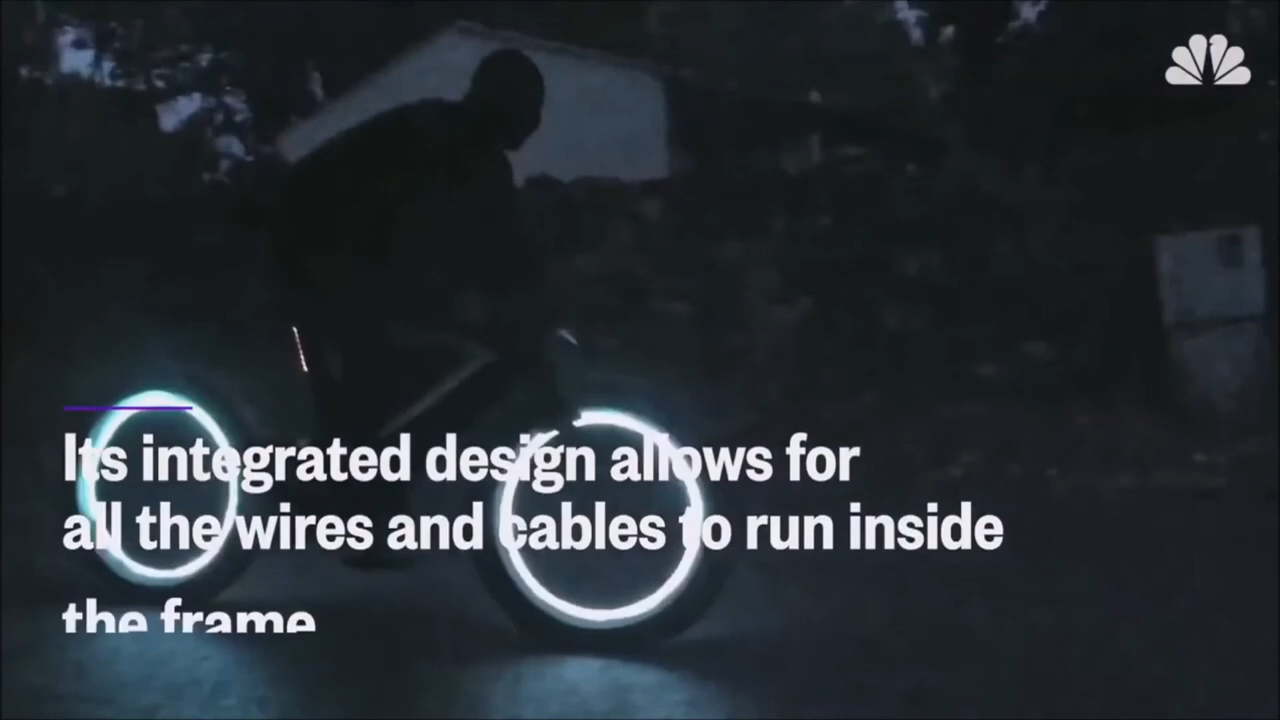 Its integrated design allows for
all the wires and cables to run inside
the frame